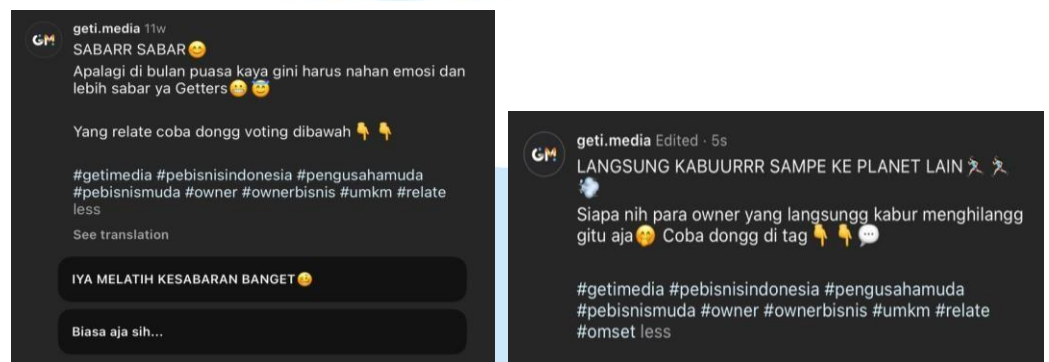 GM
geti.media 11w
SABARR SABAR😊
Apalagi di bulan puasa kaya gini harus nahan emosi dan
lebih sabar ya Getters😬 😇
Yang relate coba dongg voting dibawah👇 👇
#getimedia #pebisnisindonesia #pengusahamuda
#pebisnismuda #owner #ownerbisnis #umkm #relate
less
See translation
IYA MELATIH KESABARAN BANGET🥲
Biasa aja sih...
GM
geti.media Edited · 5s
LANGSUNG KABUURRR SAMPE KE PLANET LAIN🏃 🏃
💨
Siapa nih para owner yang langsungg kabur menghilangg
gitu aja🤭 Coba dongg di tag👇 👇💬
#getimedia #pebisnisindonesia #pengusahamuda
#pebisnismuda #owner #ownerbisnis #umkm #relate
#omset less